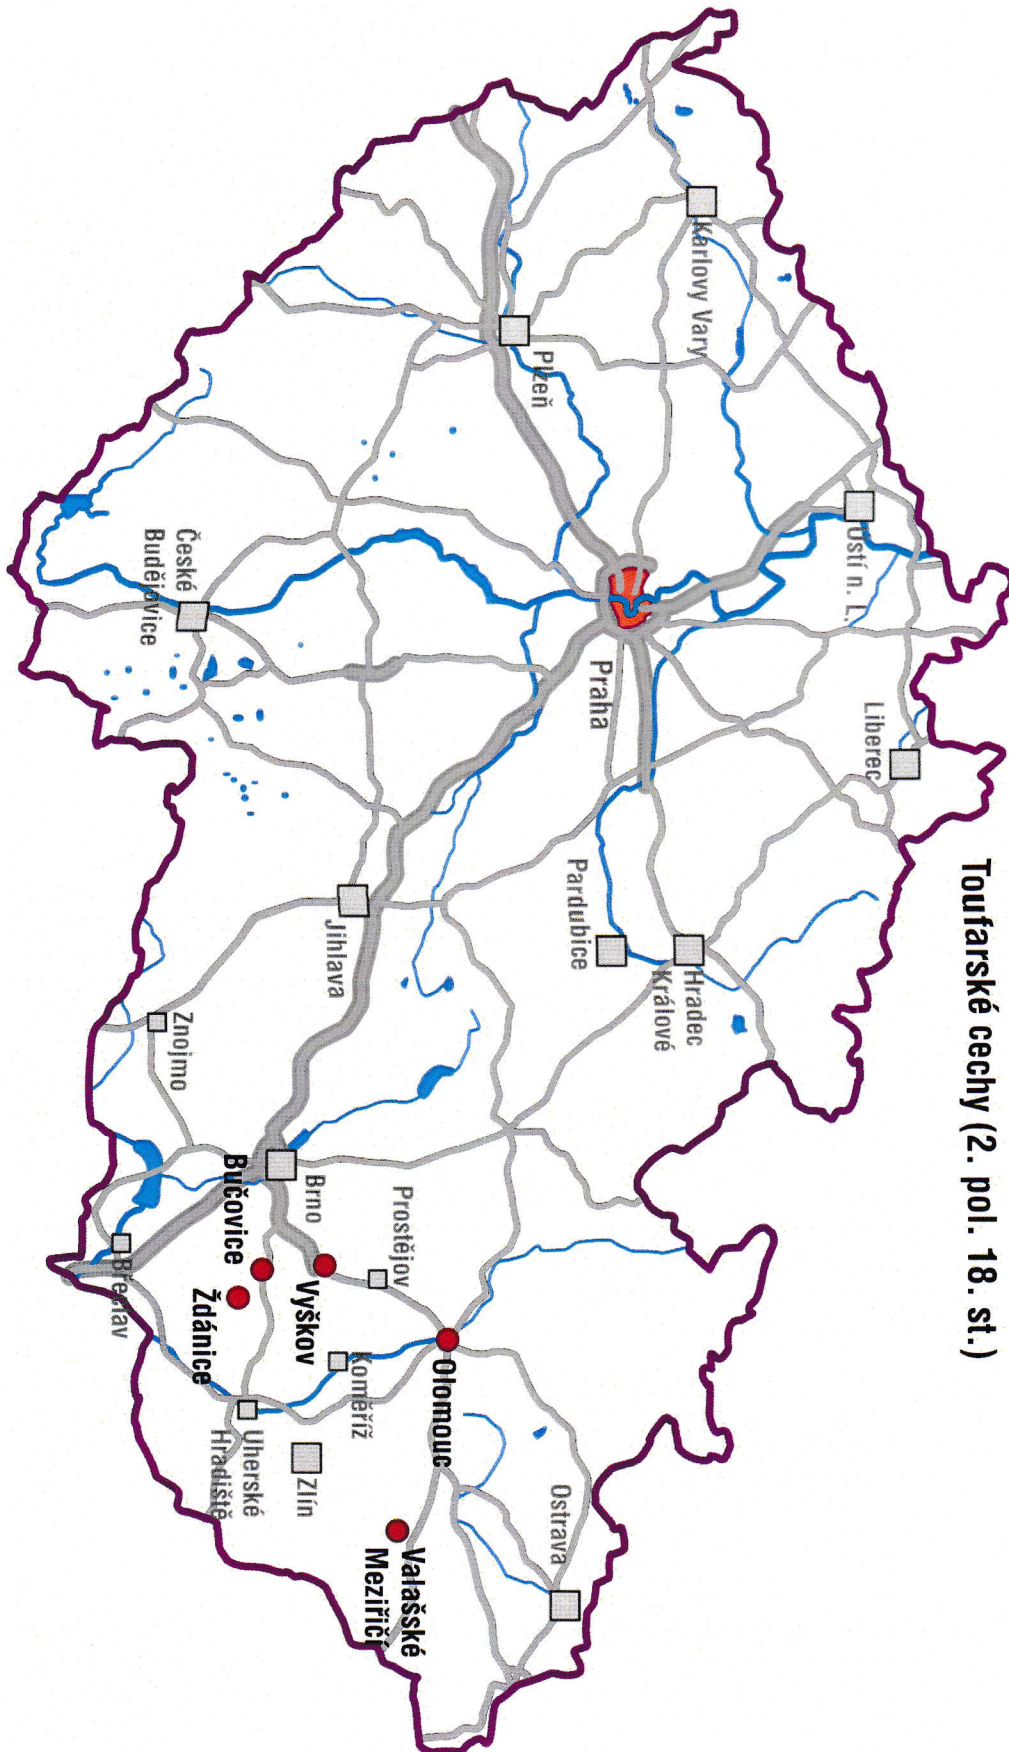 Toufarské cechy (2. pol. 18. st.)
Liberec
Ústí n. L.
Karlovy Vary
Hradec
Králové
Praha
Pardubice
Plzeň
Ostrava
Olomouc
Valašské
Meziříčí
Prostějov
Koměříž
Jihlava
Vyškov
Brno
Zlín
Bučovice
Ždánice
Uherské
Hradiště
České
Budějovice
Znojmo
Břeclav